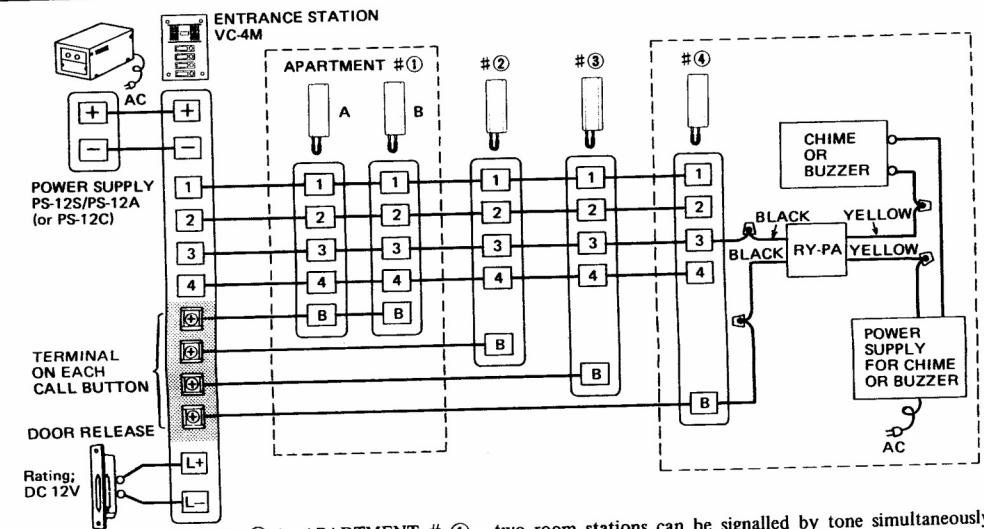 ENTRANCE STATION
VC-4M
AC
+
−
POWER SUPPLY
PS-12S/PS-12A
(or PS-12C)
+
−
1
2
3
4
TERMINAL
ON EACH
CALL BUTTON
DOOR RELEASE
Rating;
DC 12V
L+
L−
APARTMENT #①
A
B
1
2
3
4
B
1
2
3
4
B
#②
1
2
3
4
B
#③
1
2
3
4
B
#④
1
2
3
4
B
BLACK
BLACK
RY-PA
YELLOW
YELLOW
CHIME
OR
BUZZER
POWER
SUPPLY
FOR CHIME
OR BUZZER
AC
APARTMENT #①, two room stations can be signalled by tone simultaneously